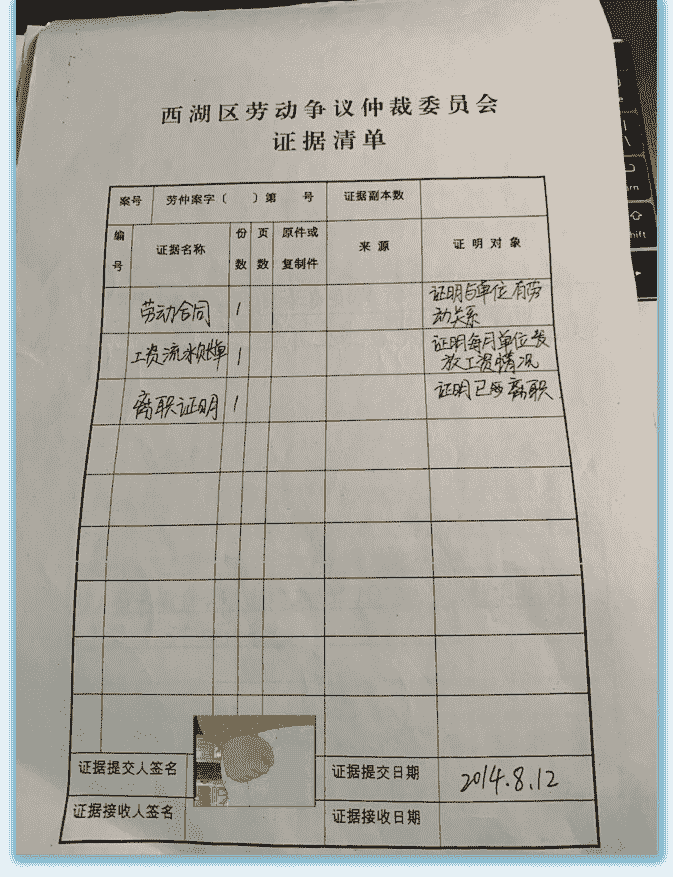 西湖区劳动争议仲裁委员会
证据清单
案号 劳仲案字〔 〕第 号 证据副本数
编号 证据名称 份数 页数 原件或复制件 来源 证明对象
劳动合同 1 证明与单位有劳动关系
工资流水账单 1 证明每月单位发放工资情况
离职证明 1 证明已经离职
证据提交人签名 证据提交日期 2014.8.12
证据接收人签名 证据接收日期